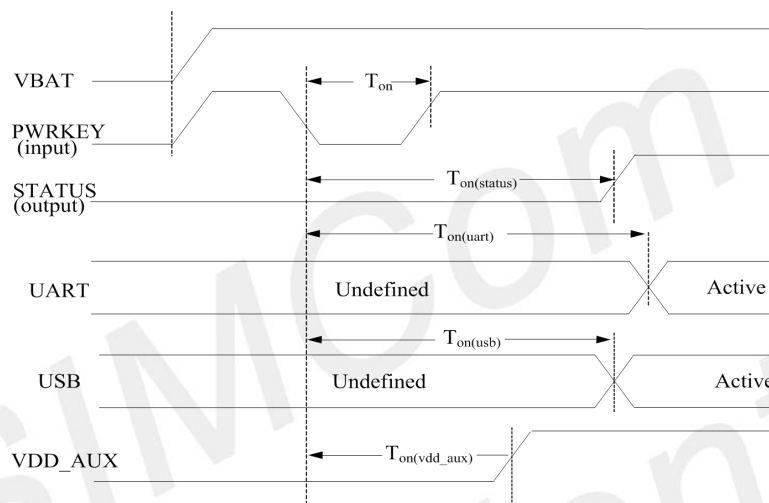 VBAT
Ton
PWRKEY
(input)
STATUS
(output)
Ton(status)
Ton(uart)
UART
Undefined
Active
Ton(usb)
USB
Undefined
Active
VDD_AUX
Ton(vdd_aux)
SIMCom